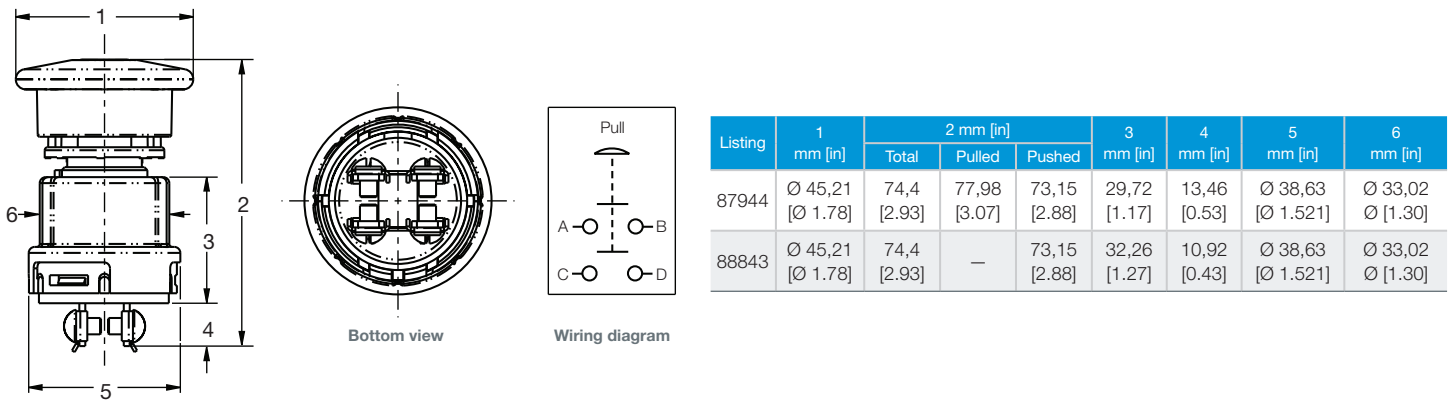 1
2
3
4
5
6
Bottom view
Pull
A
B
C
D
Wiring diagram
Listing 1 mm [in] 2 mm [in] 3 mm [in] 4 mm [in] 5 mm [in] 6 mm [in]
Total Pulled Pushed
87944 Ø 45,21 [Ø 1.78] 74,4 [2.93] 77,98 [3.07] 73,15 [2.88] 29,72 [1.17] 13,46 [0.53] Ø 38,63 [Ø 1.521] Ø 33,02 Ø [1.30]
88843 Ø 45,21 [Ø 1.78] 74,4 [2.93] — 73,15 [2.88] 32,26 [1.27] 10,92 [0.43] Ø 38,63 [Ø 1.521] Ø 33,02 Ø [1.30]